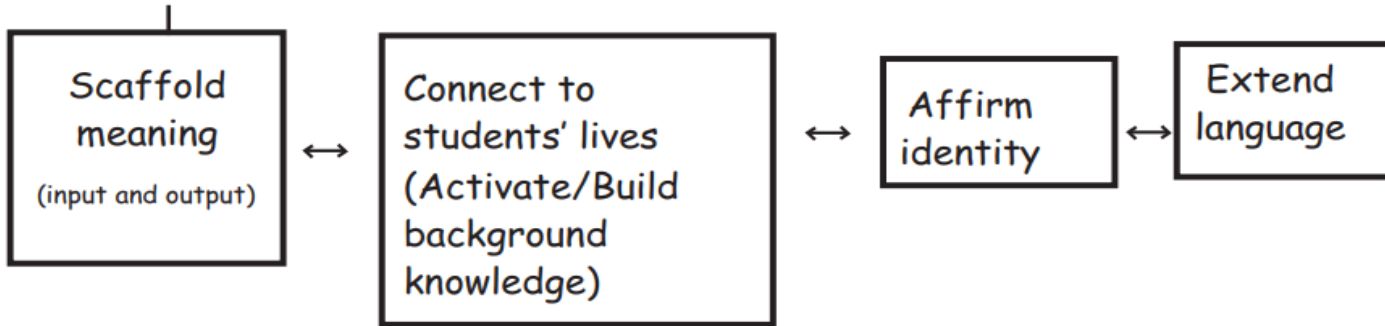 Scaffold
meaning
(input and output)
Connect to
students' lives
(Activate/Build
background
knowledge)
Affirm
identity
Extend
language